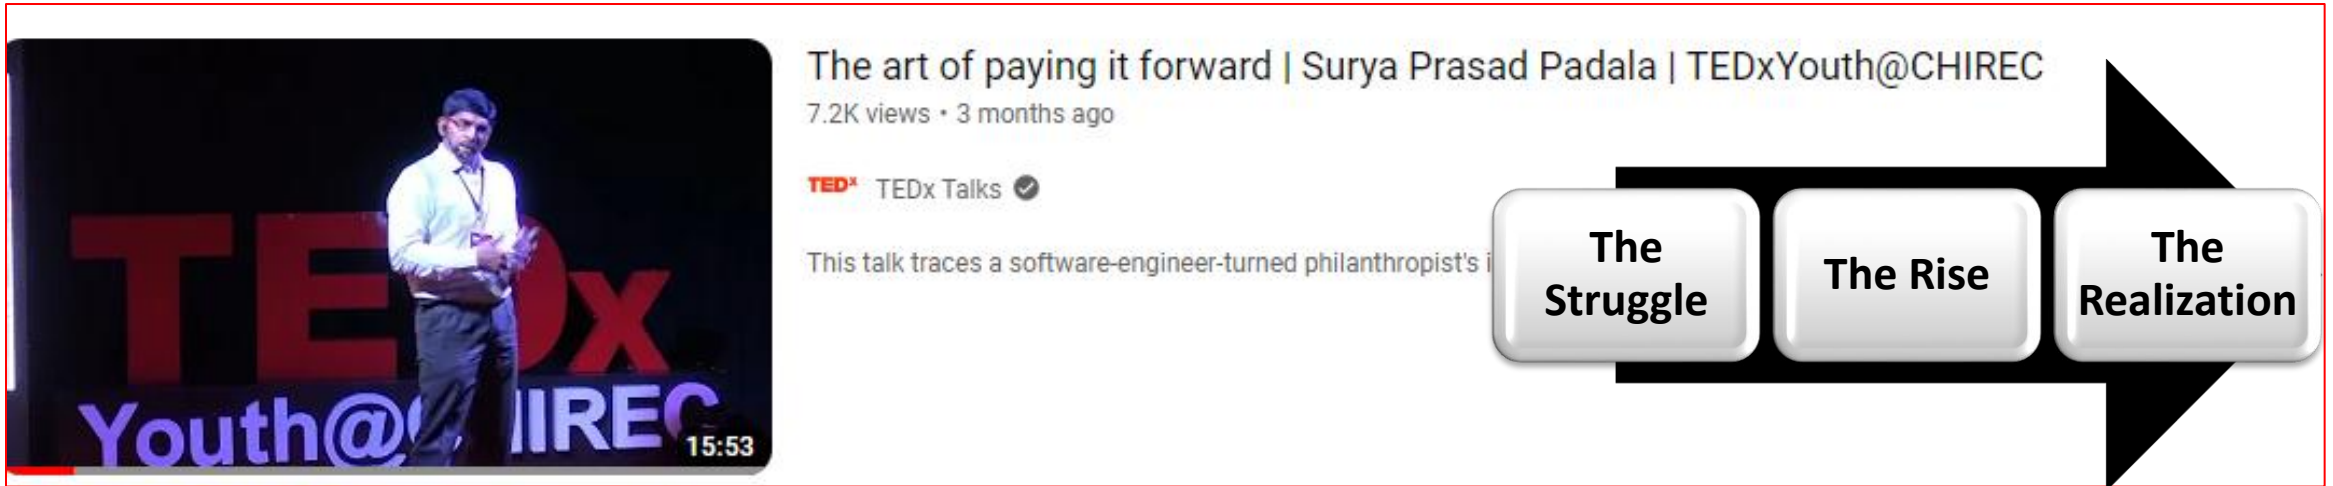 TEDx
Youth@CHIREC
15:53
The art of paying it forward | Surya Prasad Padala | TEDxYouth@CHIREC
7.2K views • 3 months ago
TEDx TEDx Talks
This talk traces a software-engineer-turned philanthropist's i
The
Struggle
The Rise
The
Realization